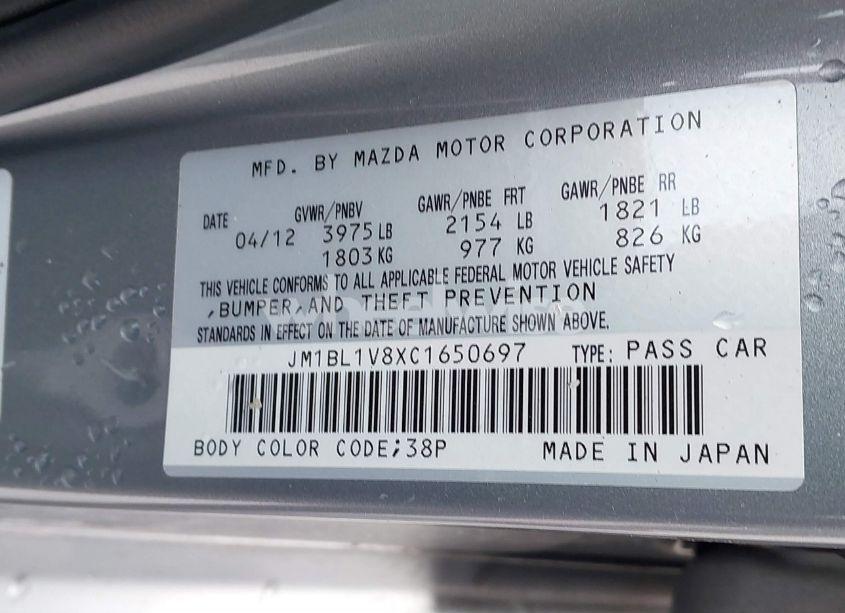 MFD. BY MAZDA MOTOR CORPORATION
DATE GVWR/PNBV GAWR/PNBE FRT GAWR/PNBE RR
04/12 3975 LB 2154 LB 1821 LB
1803 KG 977 KG 826 KG
THIS VEHICLE CONFORMS TO ALL APPLICABLE FEDERAL MOTOR VEHICLE SAFETY
,BUMPER,AND THEFT PREVENTION
STANDARDS IN EFFECT ON THE DATE OF MANUFACTURE SHOWN ABOVE.
JM1BL1V8XC1650697 TYPE: PASS CAR
BODY COLOR CODE;38P MADE IN JAPAN